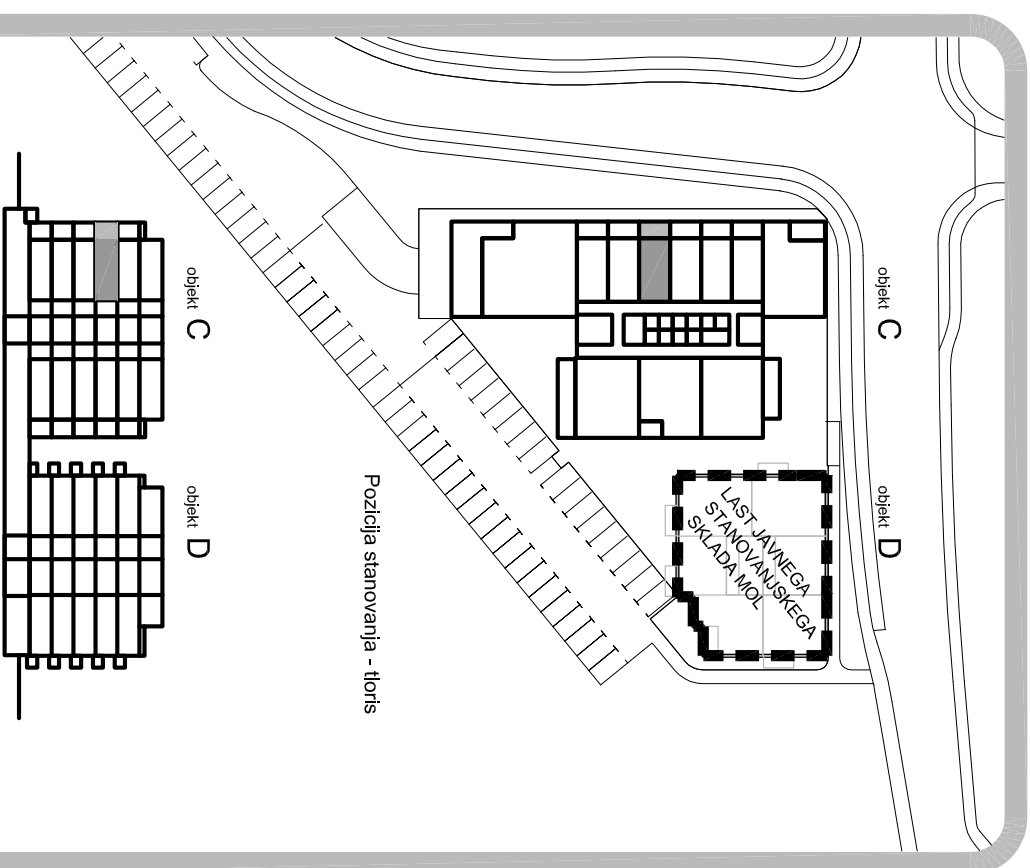 objekt C
objekt D
LAST JAVNEGA
STANOVANJSKEGA
SKLADA MOL
Pozicija stanovanja - tloris
objekt C
objekt D